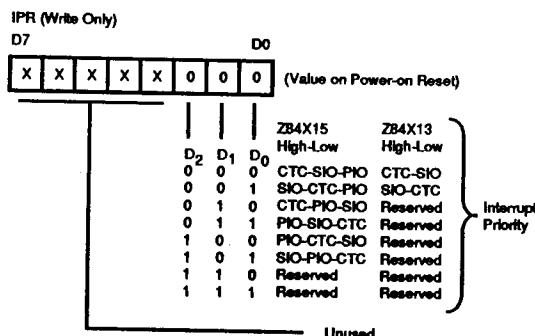 IPR (Write Only)
D7 D0
X X X X X 0 0 0 (Value on Power-on Reset)
Z84X15 Z84X13
High-Low High-Low
D2 D1 D0
0 0 0 CTC-SIO-PIO CTC-SIO
0 0 1 SIO-CTC-PIO SIO-CTC
0 1 0 CTC-PIO-SIO Reserved
0 1 1 PIO-SIO-CTC Reserved
1 0 0 PIO-CTC-SIO Reserved
1 0 1 SIO-PIO-CTC Reserved
1 1 0 Reserved Reserved
1 1 1 Reserved Reserved
Interrupt
Priority
Unused